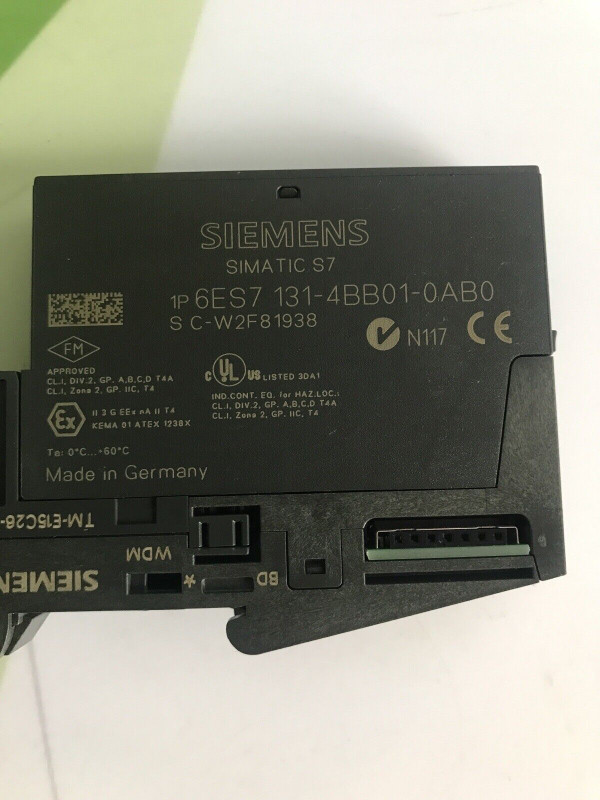 SIEMENS
SIMATIC S7
1P 6ES7 131-4BB01-0AB0
S C-W2F81938
N117 CE
FM
APPROVED
CL.I, DIV.2, GP. A,B,C,D T4A
CL.I, Zone 2, GP. IIC, T4
C UL US LISTED 3DA1
IND.CONT. EQ. for HAZ.LOC.:
CL.I, DIV.2, GP. A,B,C,D T4A
CL.I, Zone 2, GP. IIC, T4
Ex II 3 G EEx nA II T4
KEMA 01 ATEX 1238X
Ta: 0°C...+60°C
Made in Germany
TM-E15C26-
WDM
SIEMENS
BD